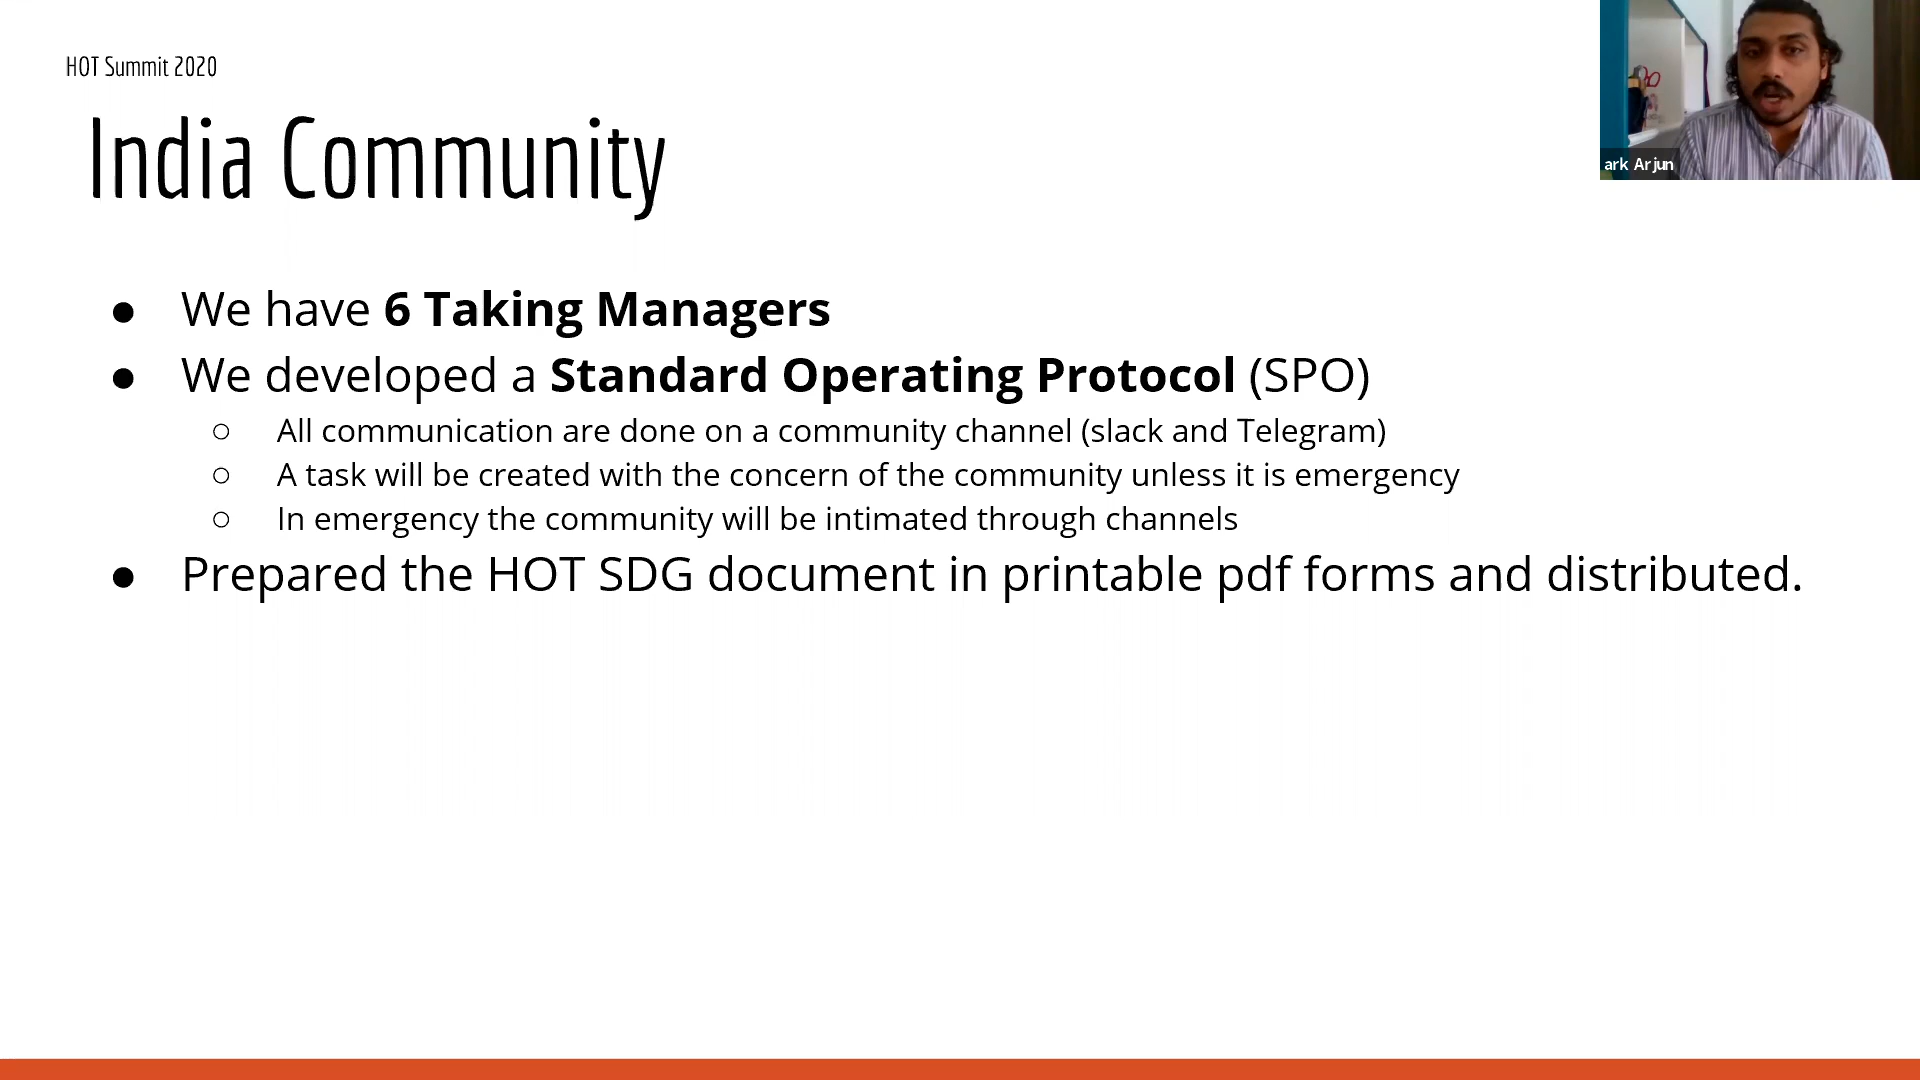 HOT Summit 2020
India Community
● We have 6 Taking Managers
● We developed a Standard Operating Protocol (SPO)
○ All communication are done on a community channel (slack and Telegram)
○ A task will be created with the concern of the community unless it is emergency
○ In emergency the community will be intimated through channels
● Prepared the HOT SDG document in printable pdf forms and distributed.
ark Arjun